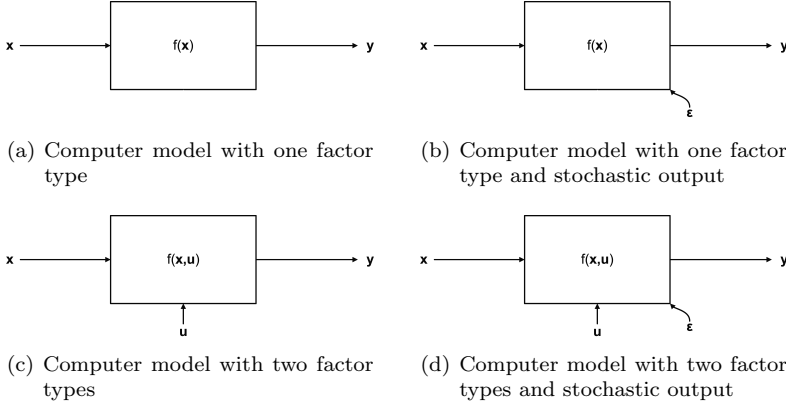 x f(x) y
x f(x) y
ε
(a) Computer model with one factor
type
(b) Computer model with one factor
type and stochastic output
x f(x,u) y
u
x f(x,u) y
u ε
(c) Computer model with two factor
types
(d) Computer model with two factor
types and stochastic output